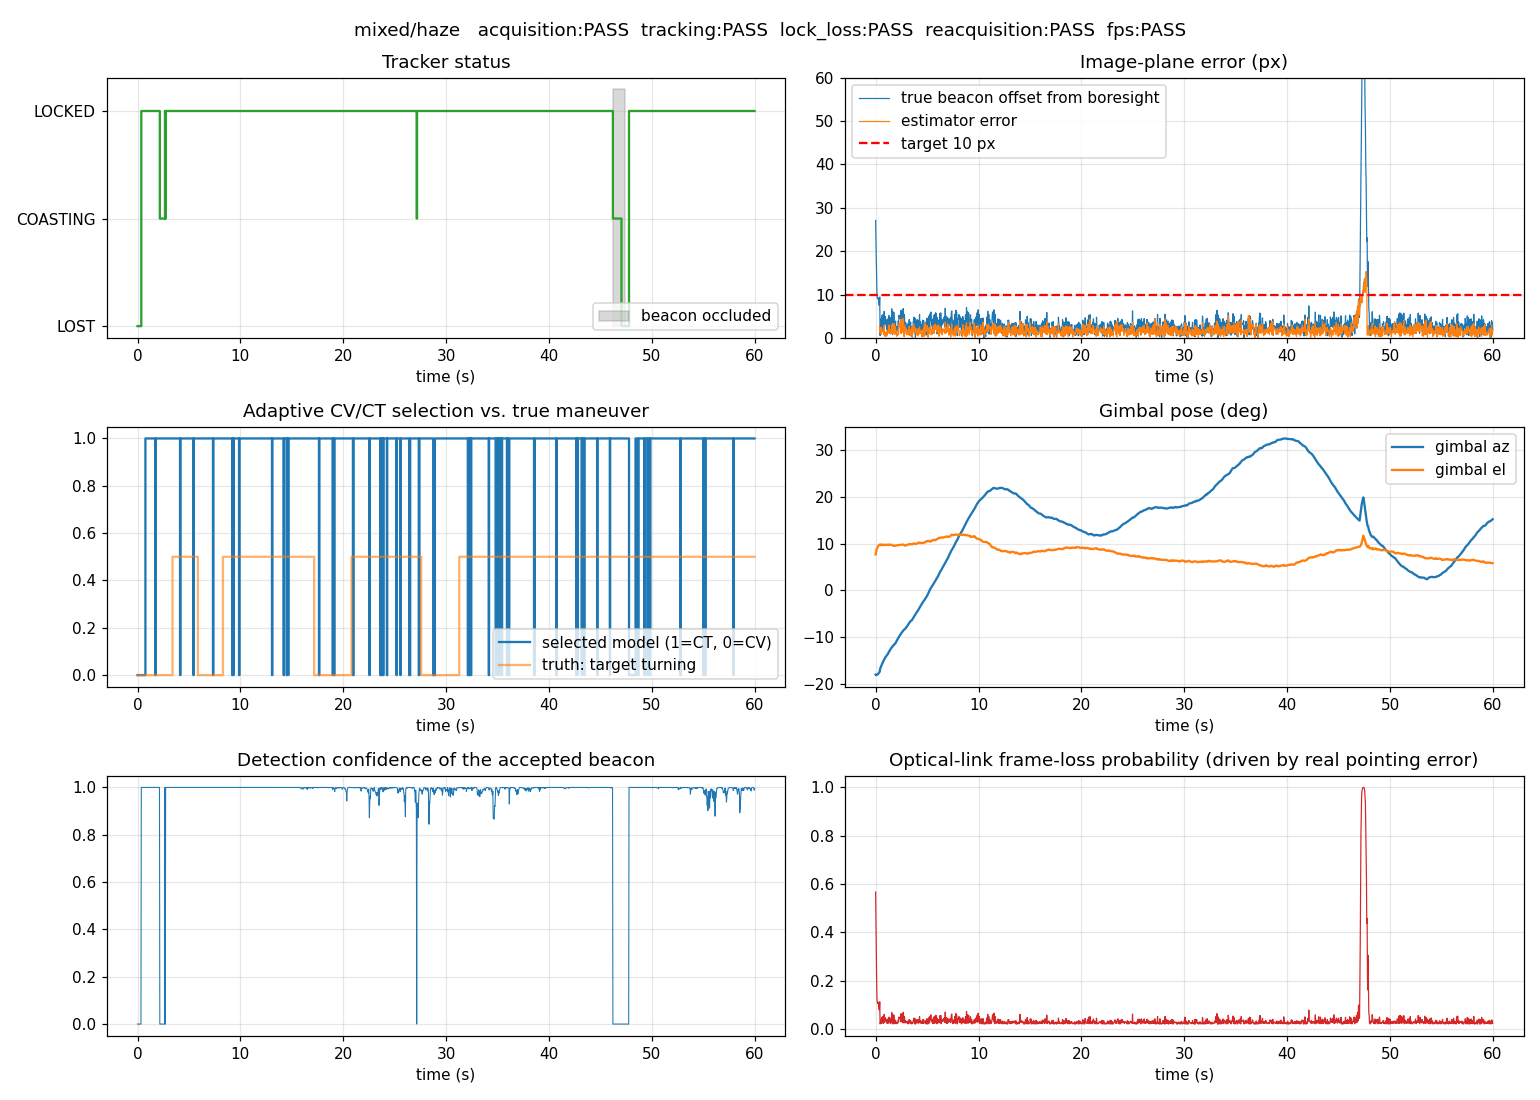 mixed/haze   acquisition:PASS  tracking:PASS  lock_loss:PASS  reacquisition:PASS  fps:PASS
Tracker status
LOCKED
COASTING
LOST
beacon occluded
0 10 20 30 40 50 60
time (s)
Image-plane error (px)
60
50
40
30
20
10
0
true beacon offset from boresight
estimator error
target 10 px
0 10 20 30 40 50 60
time (s)
Adaptive CV/CT selection vs. true maneuver
1.0
0.8
0.6
0.4
0.2
0.0
selected model (1=CT, 0=CV)
truth: target turning
0 10 20 30 40 50 60
time (s)
Gimbal pose (deg)
30
20
10
0
−10
−20
gimbal az
gimbal el
0 10 20 30 40 50 60
time (s)
Detection confidence of the accepted beacon
1.0
0.8
0.6
0.4
0.2
0.0
0 10 20 30 40 50 60
time (s)
Optical-link frame-loss probability (driven by real pointing error)
1.0
0.8
0.6
0.4
0.2
0.0
0 10 20 30 40 50 60
time (s)